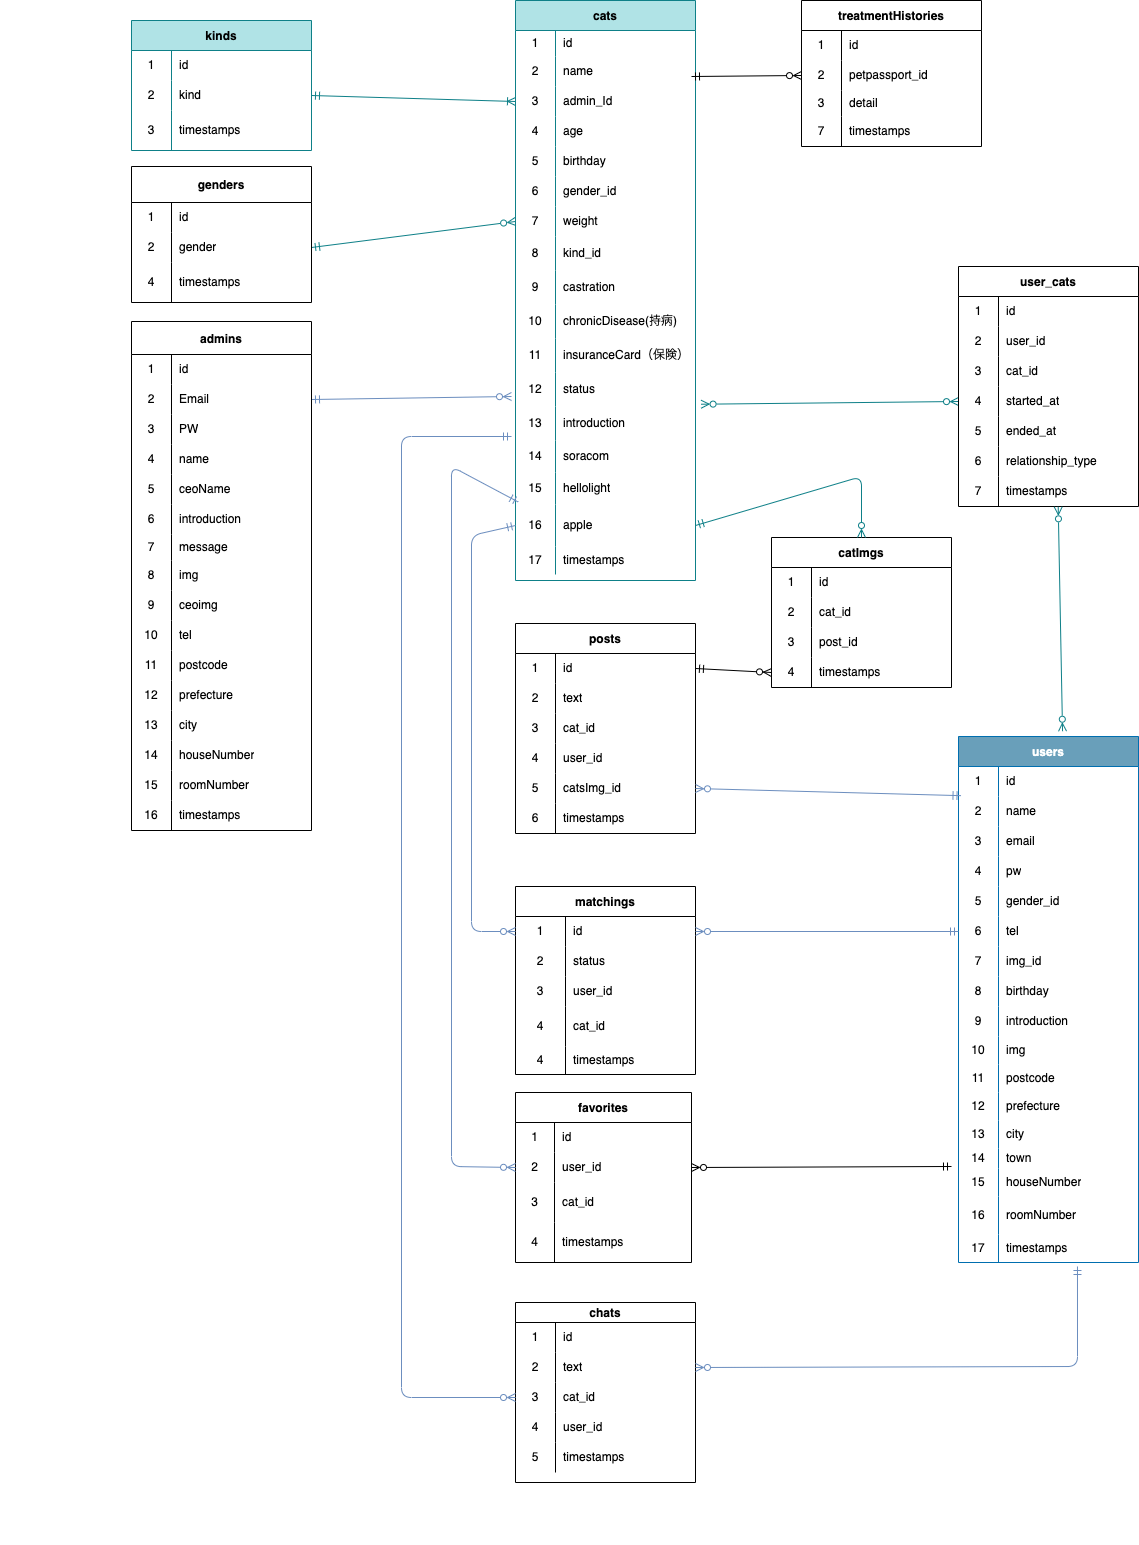 kinds
1 id
2 kind
3 timestamps
genders
1 id
2 gender
4 timestamps
admins
1 id
2 Email
3 PW
4 name
5 ceoName
6 introduction
7 message
8 img
9 ceoimg
10 tel
11 postcode
12 prefecture
13 city
14 houseNumber
15 roomNumber
16 timestamps
cats
1 id
2 name
3 admin_Id
4 age
5 birthday
6 gender_id
7 weight
8 kind_id
9 castration
10 chronicDisease(持病)
11 insuranceCard（保険）
12 status
13 introduction
14 soracom
15 hellolight
16 apple
17 timestamps
treatmentHistories
1 id
2 petpassport_id
3 detail
7 timestamps
user_cats
1 id
2 user_id
3 cat_id
4 started_at
5 ended_at
6 relationship_type
7 timestamps
catImgs
1 id
2 cat_id
3 post_id
4 timestamps
posts
1 id
2 text
3 cat_id
4 user_id
5 catsImg_id
6 timestamps
users
1 id
2 name
3 email
4 pw
5 gender_id
6 tel
7 img_id
8 birthday
9 introduction
10 img
11 postcode
12 prefecture
13 city
14 town
15 houseNumber
16 roomNumber
17 timestamps
matchings
1 id
2 status
3 user_id
4 cat_id
4 timestamps
favorites
1 id
2 user_id
3 cat_id
4 timestamps
chats
1 id
2 text
3 cat_id
4 user_id
5 timestamps